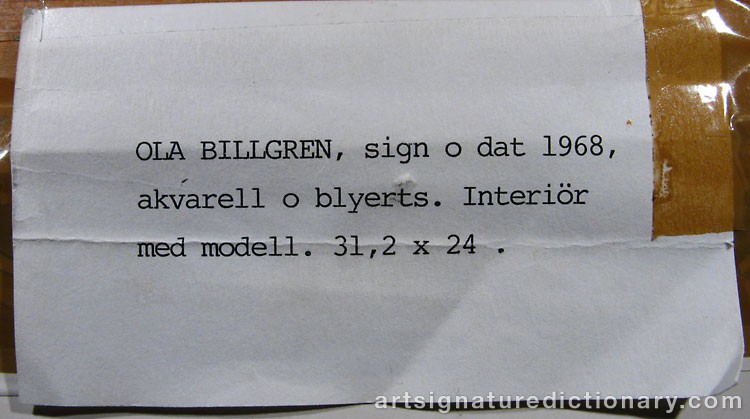 OLA BILLGREN, sign o dat 1968,
akvarell o blyerts. Interiör
med modell. 31,2 x 24 .
artsignaturedictionary.com